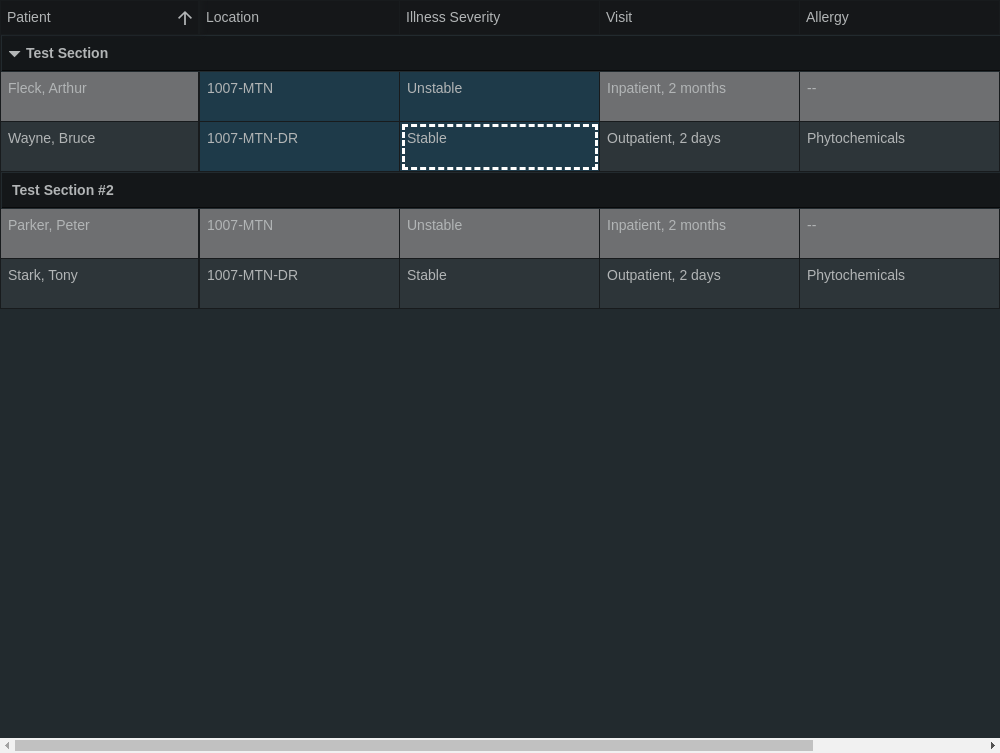 Patient Location Illness Severity Visit Allergy
Test Section
Fleck, Arthur 1007-MTN Unstable Inpatient, 2 months --
Wayne, Bruce 1007-MTN-DR Stable Outpatient, 2 days Phytochemicals
Test Section #2
Parker, Peter 1007-MTN Unstable Inpatient, 2 months --
Stark, Tony 1007-MTN-DR Stable Outpatient, 2 days Phytochemicals